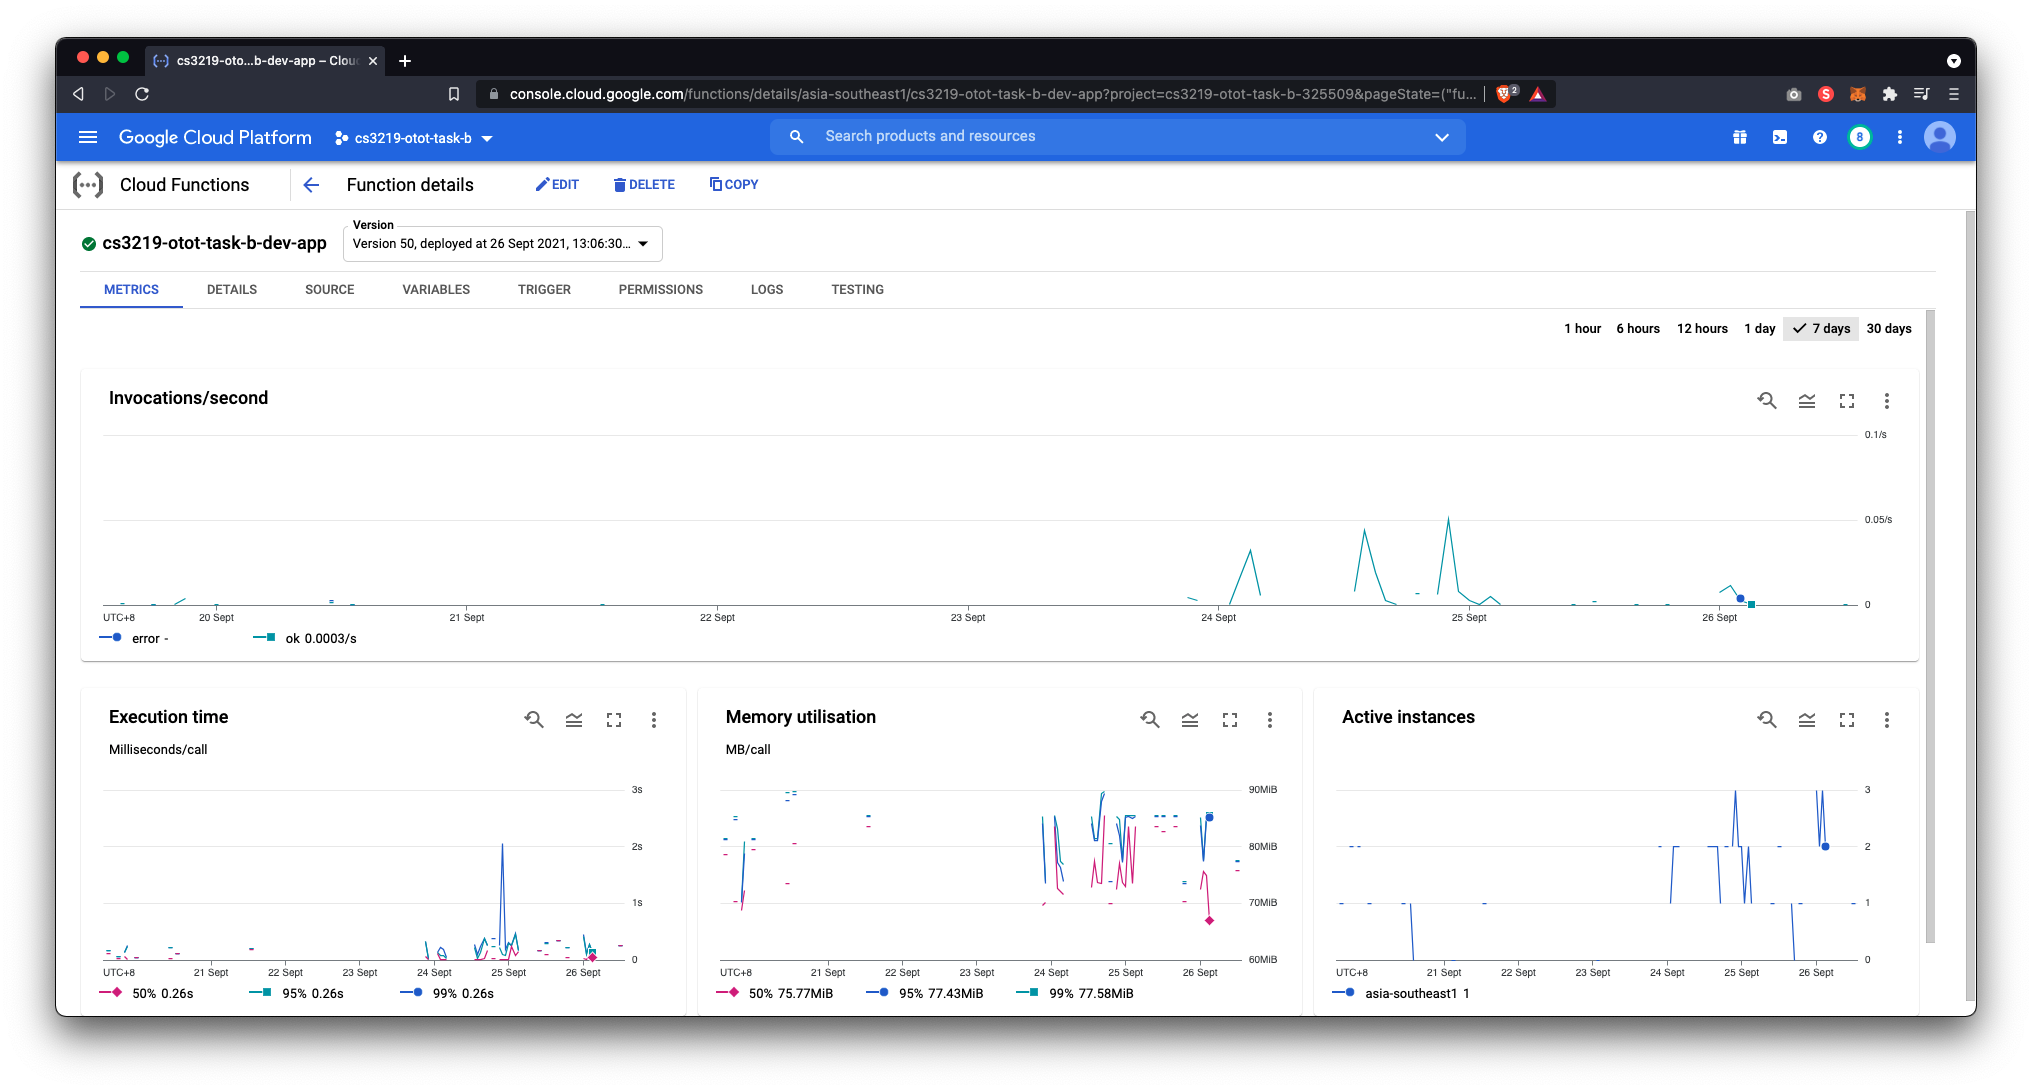 cs3219-oto...b-dev-app – Clou
console.cloud.google.com/functions/details/asia-southeast1/cs3219-otot-task-b-dev-app?project=cs3219-otot-task-b-325509&pageState=("fu...
2
S
Google Cloud Platform
cs3219-otot-task-b
Search products and resources
8
Cloud Functions
Function details
EDIT
DELETE
COPY
cs3219-otot-task-b-dev-app
Version
Version 50, deployed at 26 Sept 2021, 13:06:30...
METRICS
DETAILS
SOURCE
VARIABLES
TRIGGER
PERMISSIONS
LOGS
TESTING
1 hour
6 hours
12 hours
1 day
7 days
30 days
Invocations/second
0.1/s
0.05/s
0
UTC+8
20 Sept
21 Sept
22 Sept
23 Sept
24 Sept
25 Sept
26 Sept
error -
ok 0.0003/s
Execution time
Milliseconds/call
3s
2s
1s
0
UTC+8
21 Sept
22 Sept
23 Sept
24 Sept
25 Sept
26 Sept
50% 0.26s
95% 0.26s
99% 0.26s
Memory utilisation
MB/call
90MiB
80MiB
70MiB
60MiB
UTC+8
21 Sept
22 Sept
23 Sept
24 Sept
25 Sept
26 Sept
50% 75.77MiB
95% 77.43MiB
99% 77.58MiB
Active instances
3
2
1
0
UTC+8
21 Sept
22 Sept
23 Sept
24 Sept
25 Sept
26 Sept
asia-southeast1 1